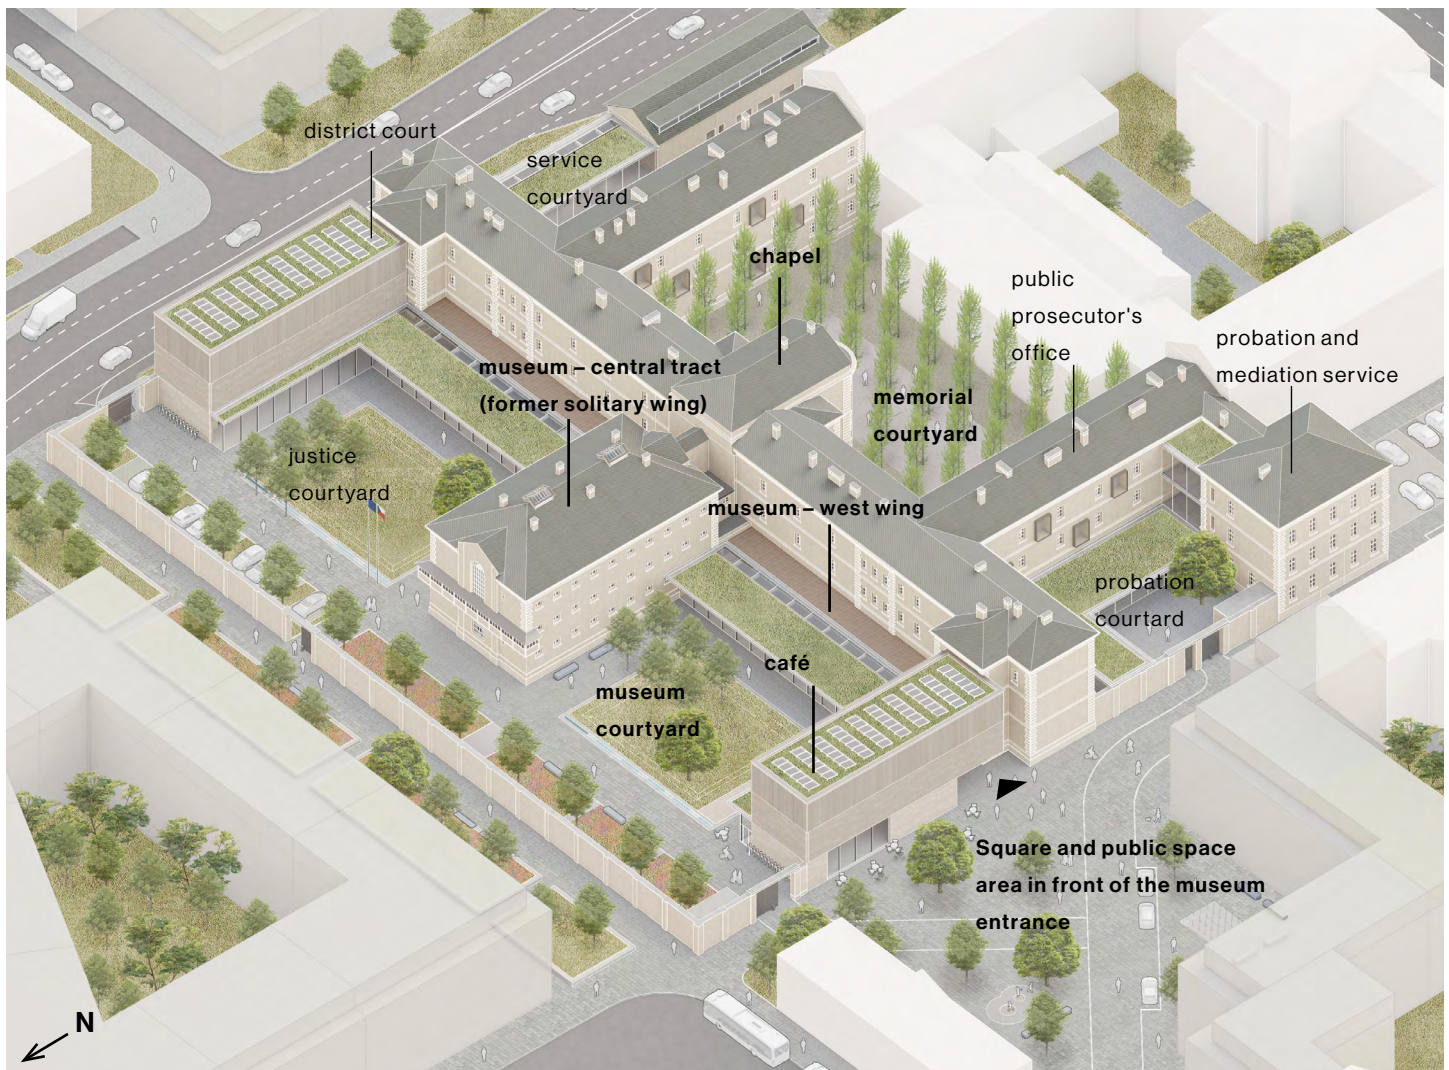 district court
service
courtyard
chapel
public
prosecutor's
office
probation and
mediation service
museum – central tract
(former solitary wing)
memorial
courtyard
justice
courtyard
museum – west wing
probation
courtard
café
museum
courtyard
Square and public space
area in front of the museum
entrance
N